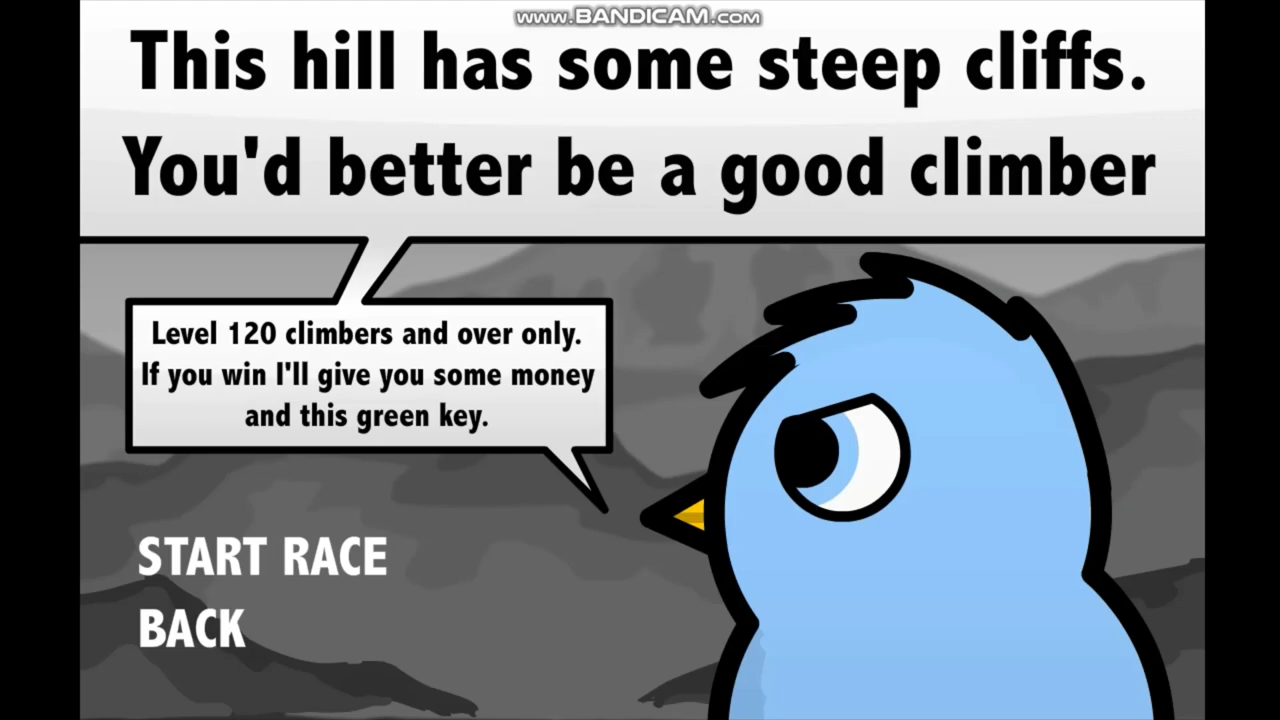 www.BANDICAM.com
This hill has some steep cliffs.
You'd better be a good climber
Level 120 climbers and over only.
If you win I'll give you some money
and this green key.
START RACE
BACK